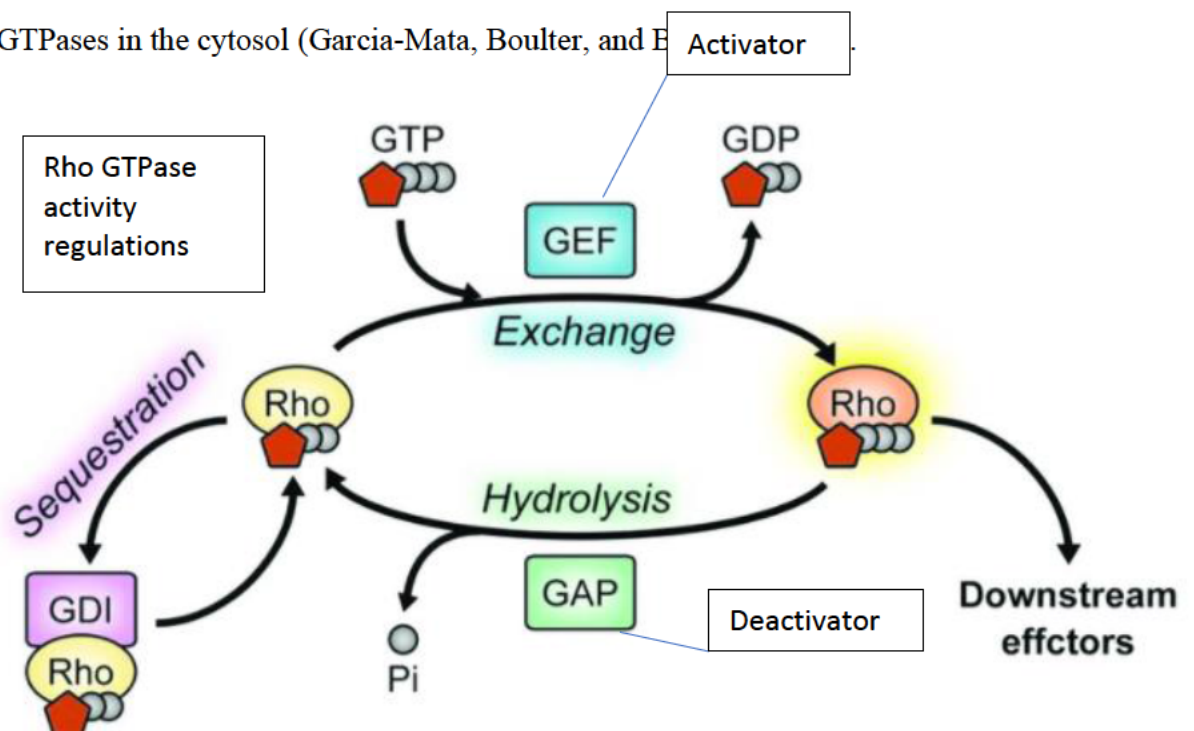 GTPases in the cytosol (Garcia-Mata, Boulter, and
Activator
.
Rho GTPase
activity
regulations
GTP
GDP
GEF
Exchange
Sequestration
Rho
Rho
Hydrolysis
GDI
Rho
GAP
Pi
Deactivator
Downstream
effctors